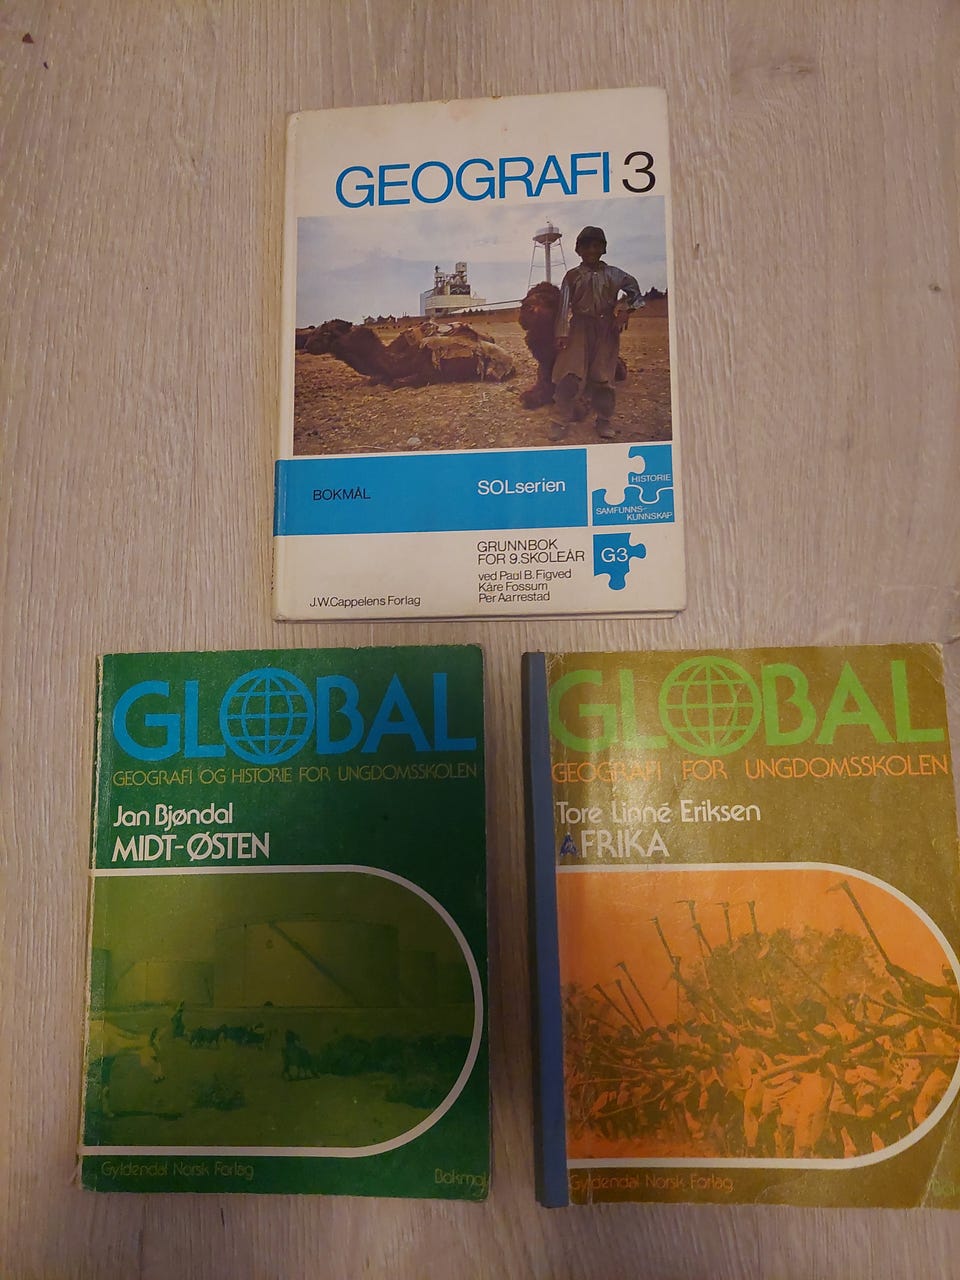 GEOGRAFI 3
BOKMÅL
SOLserien
HISTORIE
SAMFUNNS-
KUNNSKAP
GRUNNBOK
FOR 9. SKOLEÅR
G3
ved Paul B. Figved
Kåre Fossum
Per Aarrestad
J.W. Cappelens Forlag
GLOBAL
GEOGRAFI OG HISTORIE FOR UNGDOMSSKOLEN
Jan Bjøndal
MIDT-ØSTEN
Gyldendal Norsk Forlag
Bokmål
GLOBAL
GEOGRAFI FOR UNGDOMSSKOLEN
Tore Linné Eriksen
AFRIKA
Gyldendal Norsk Forlag